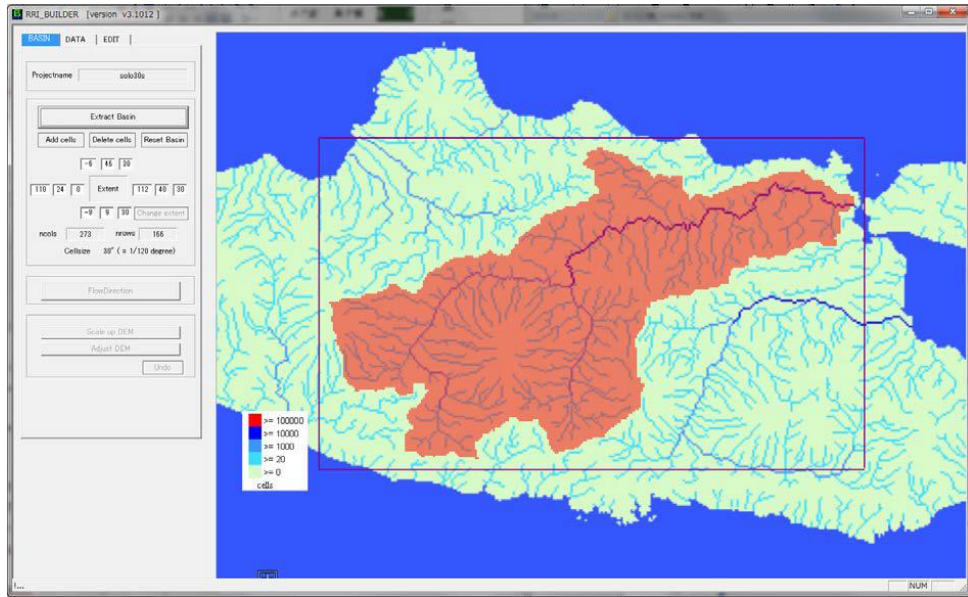 RRI_BUILDER [version v3.1012 ]
BASIN DATA EDIT
Projectname solo30s
Extract Basin
Add cells Delete cells Reset Basin
-6 45 30
110 24 0 Extent 112 40 30
-8 9 30 Change extent
ncols 273 nrows 166
Cellsize 30" ( = 1/120 degree)
FlowDirection
Scale up DEM
Adjust DEM
Undo
>= 100000
>= 10000
>= 1000
>= 20
>= 0
cells
!...
NUM